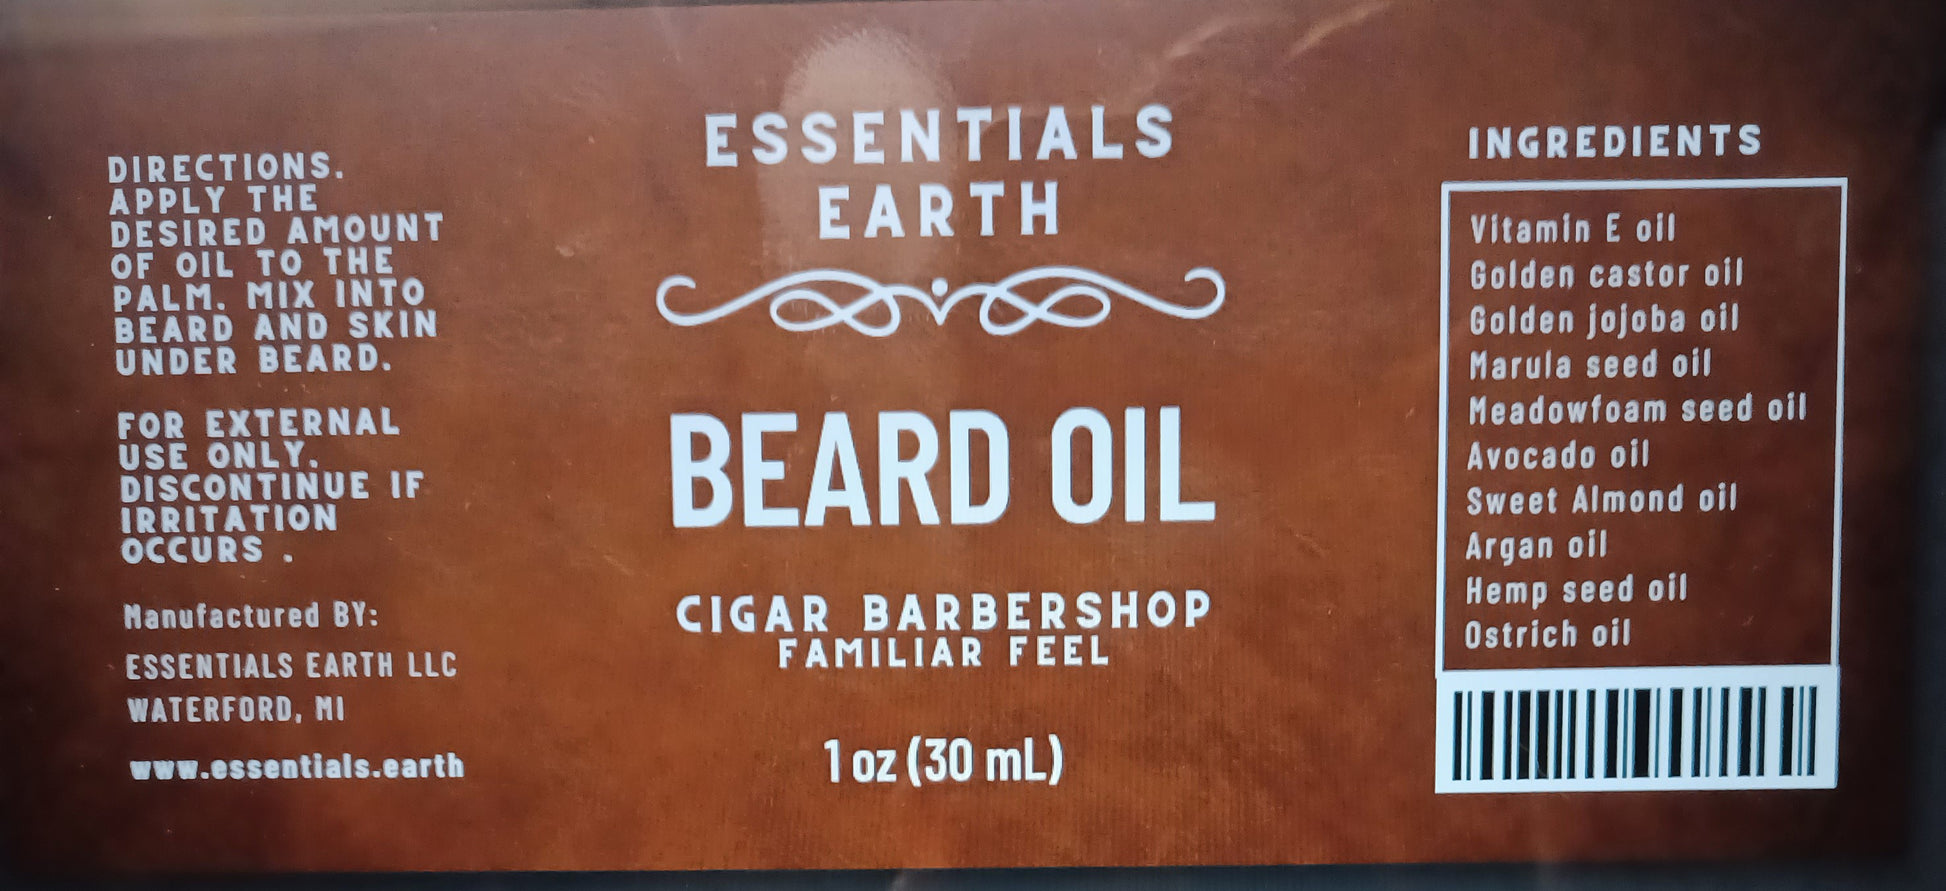 DIRECTIONS.
APPLY THE
DESIRED AMOUNT
OF OIL TO THE
PALM. MIX INTO
BEARD AND SKIN
UNDER BEARD.
FOR EXTERNAL
USE ONLY.
DISCONTINUE IF
IRRITATION
OCCURS .
Manufactured BY:
ESSENTIALS EARTH LLC
WATERFORD, MI
www.essentials.earth
ESSENTIALS
EARTH
BEARD OIL
CIGAR BARBERSHOP
FAMILIAR FEEL
1 oz (30 mL)
INGREDIENTS
Vitamin E oil
Golden castor oil
Golden jojoba oil
Marula seed oil
Meadowfoam seed oil
Avocado oil
Sweet Almond oil
Argan oil
Hemp seed oil
Ostrich oil